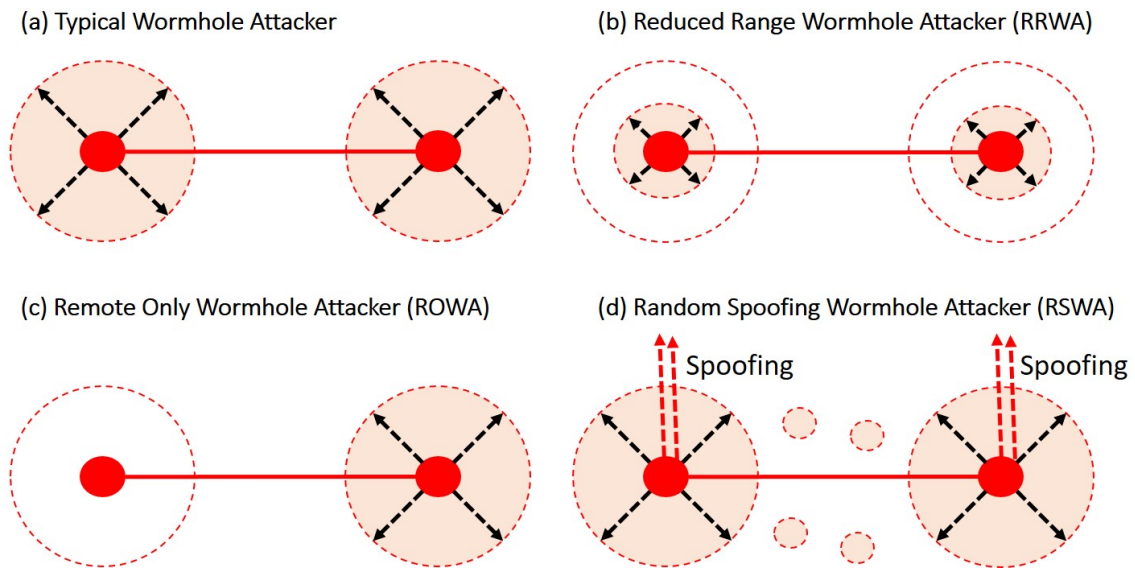 (a) Typical Wormhole Attacker
(b) Reduced Range Wormhole Attacker (RRWA)
(c) Remote Only Wormhole Attacker (ROWA)
(d) Random Spoofing Wormhole Attacker (RSWA)
Spoofing
Spoofing